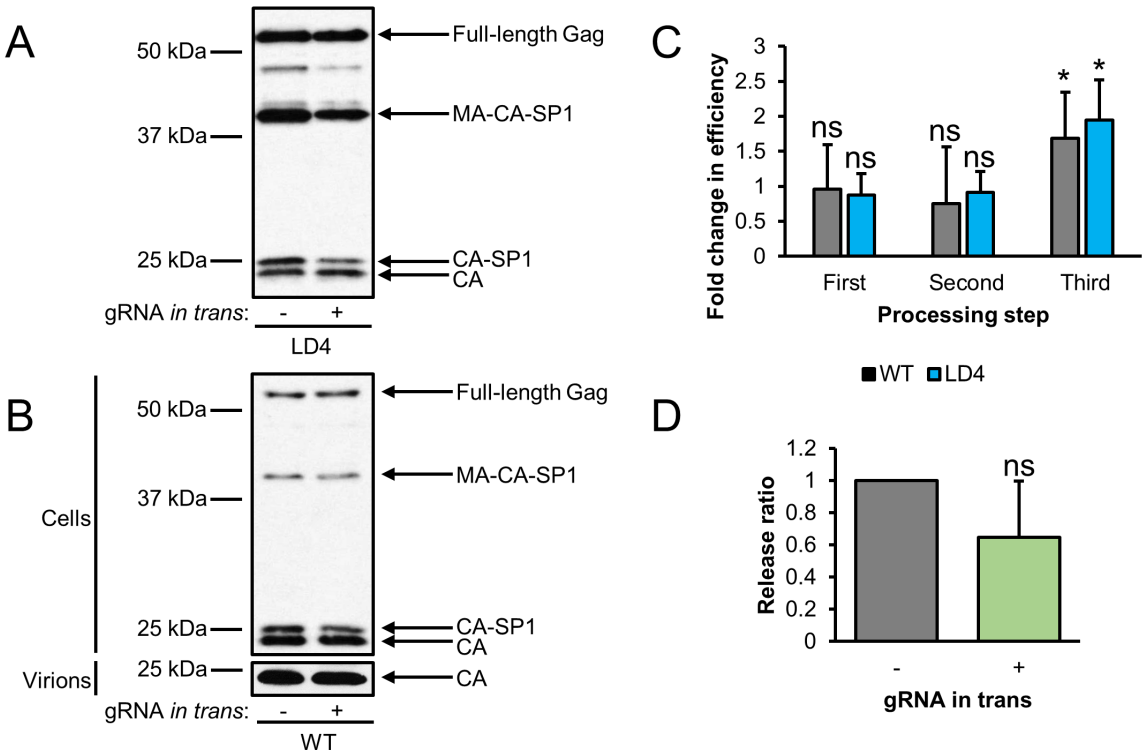 A
50 kDa
37 kDa
25 kDa
Full-length Gag
MA-CA-SP1
CA-SP1
CA
gRNA in trans: - +
LD4
B
Cells
50 kDa
37 kDa
25 kDa
Full-length Gag
MA-CA-SP1
CA-SP1
CA
Virions
25 kDa
CA
gRNA in trans: - +
WT
C
Fold change in efficiency
3
2.5
2
1.5
1
0.5
0
ns ns
ns ns
* *
First Second Third
Processing step
WT LD4
D
Release ratio
1.2
1
0.8
0.6
0.4
0.2
0
ns
- +
gRNA in trans